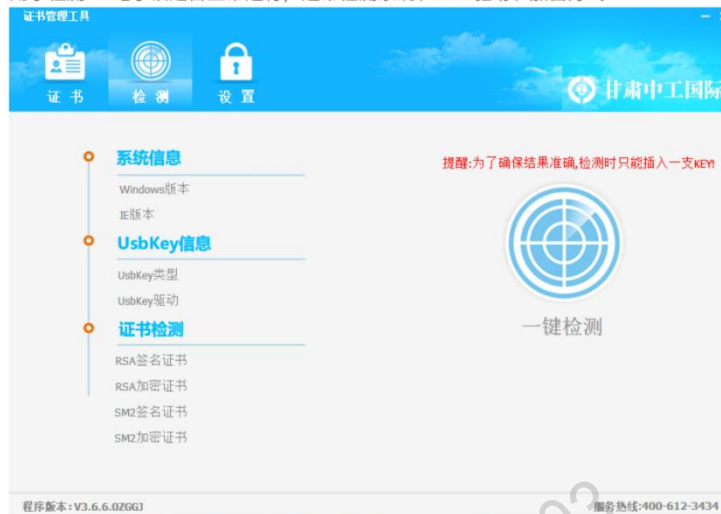 证书管理工具
证 书
检 测
设 置
甘肃中工国际
系统信息
提醒:为了确保结果准确,检测时只能插入一支KEY!
Windows版本
IE版本
UsbKey信息
UsbKey类型
UsbKey驱动
一键检测
证书检测
RSA签名证书
RSA加密证书
SM2签名证书
SM2加密证书
程序版本:V3.6.6.0ZGGJ
服务热线:400-612-3434